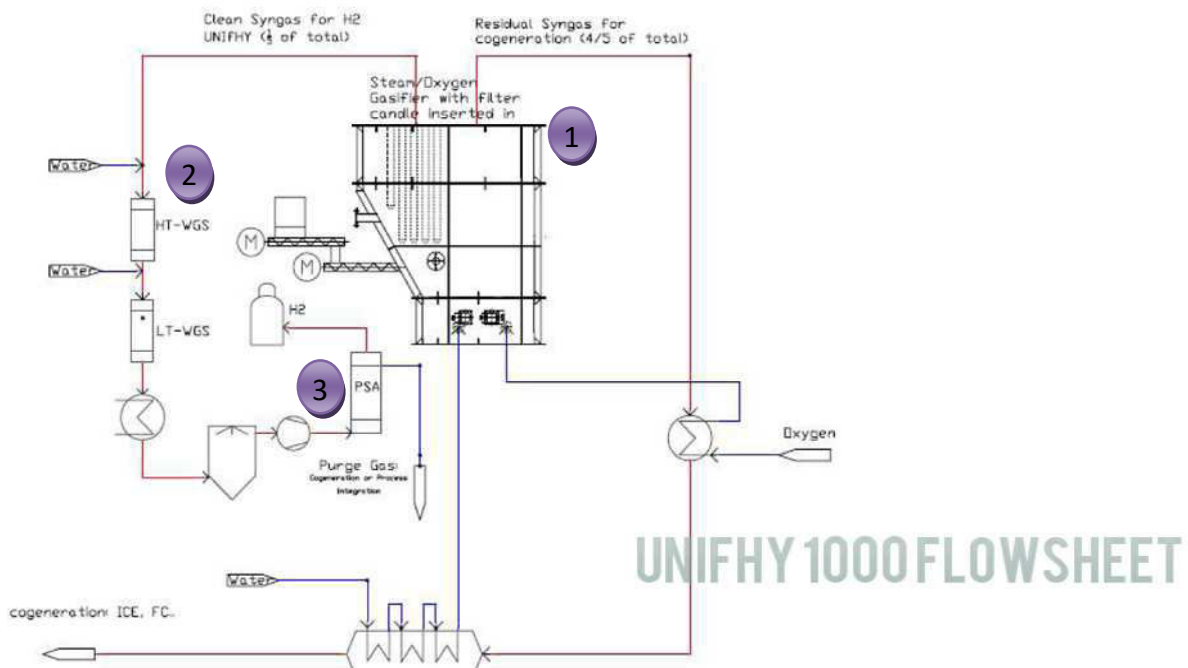 Clean Syngas for H2
UNIFHY (⅕ of total)
Residual Syngas for
cogeneration (4/5 of total)
Steam/Oxygen
Gasifier with filter
candle inserted in
1
Water
2
HT-WGS
M
Water
M
H2
LT-WGS
3
PSA
Oxygen
Purge Gas:
Cogeneration or Process
Integration
UNIFHY 1000 FLOWSHEET
Water
cogeneration: ICE, FC..